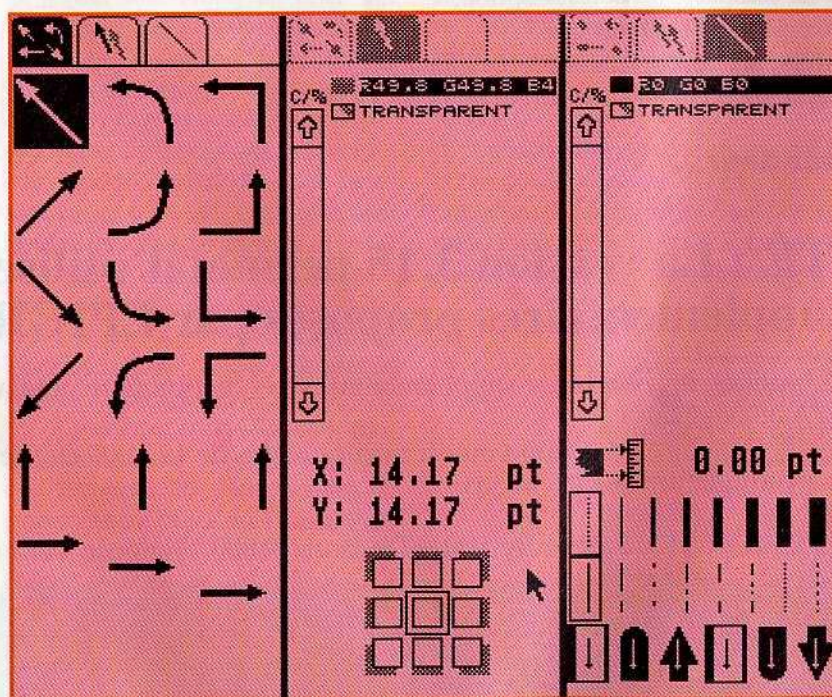 C/%
R49.8 G49.8 B4
TRANSPARENT
X: 14.17 pt
Y: 14.17 pt
C/%
R0 G0 B0
TRANSPARENT
0.00 pt